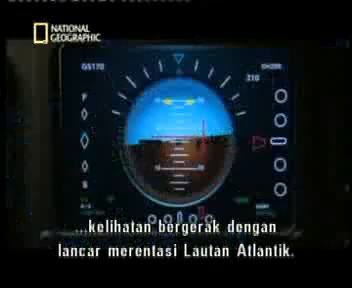 NATIONAL
GEOGRAPHIC
GS170
210
F
S
...kelihatan bergerak dengan
lancar merentasi Lautan Atlantik.